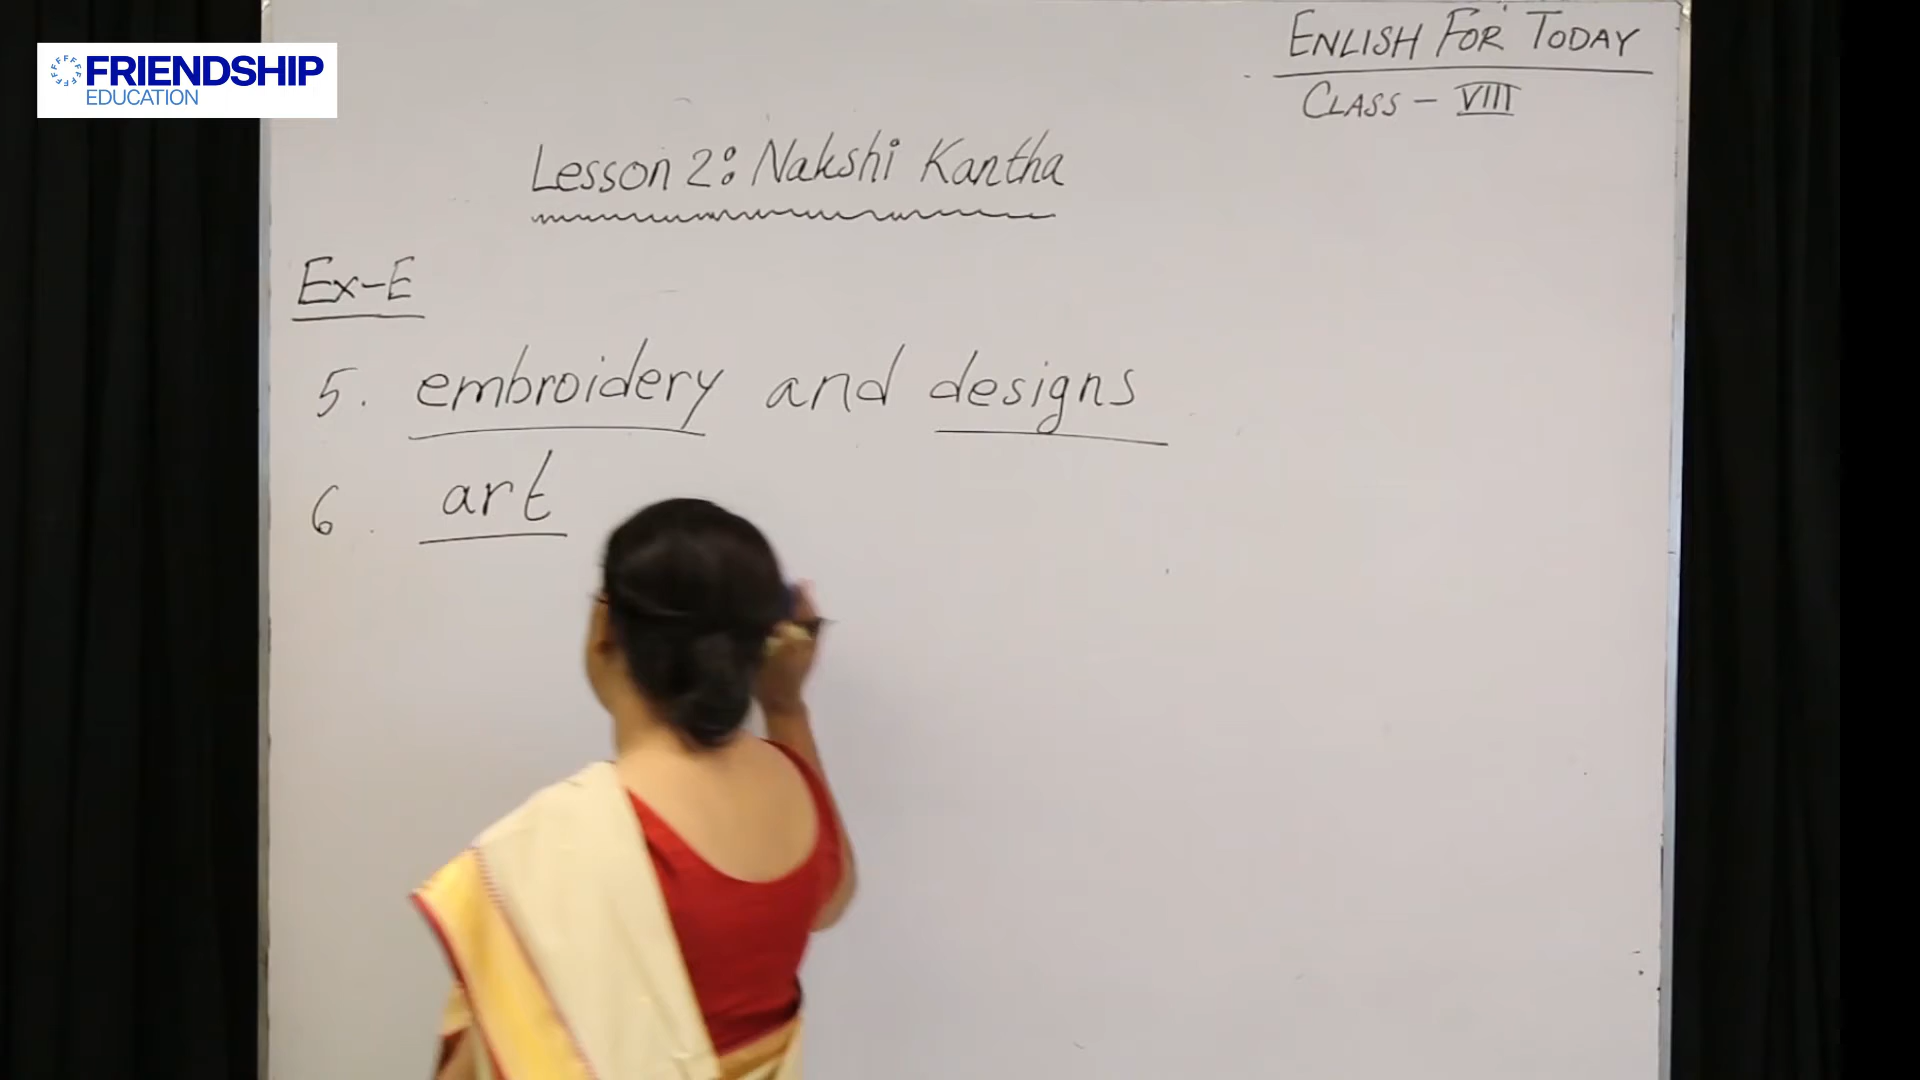 FRIENDSHIP
EDUCATION
ENLISH FOR TODAY
CLASS - VIII
Lesson 2: Nakshi Kantha
Ex-E
5. embroidery and designs
6. art